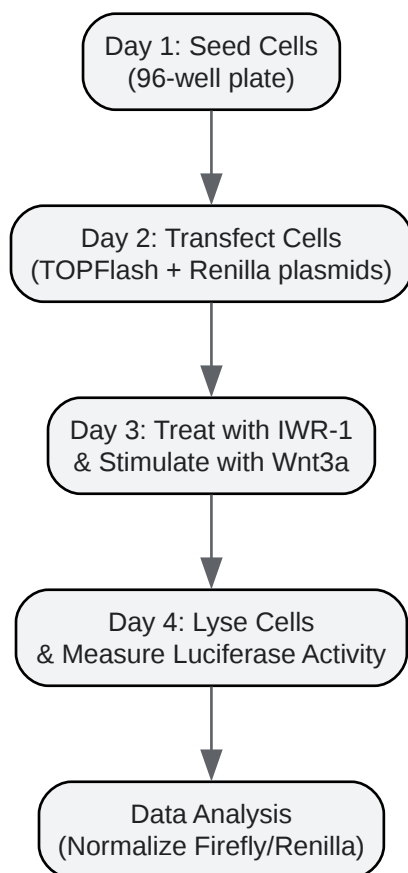 Day 1: Seed Cells
(96-well plate)
Day 2: Transfect Cells
(TOPFlash + Renilla plasmids)
Day 3: Treat with IWR-1
& Stimulate with Wnt3a
Day 4: Lyse Cells
& Measure Luciferase Activity
Data Analysis
(Normalize Firefly/Renilla)